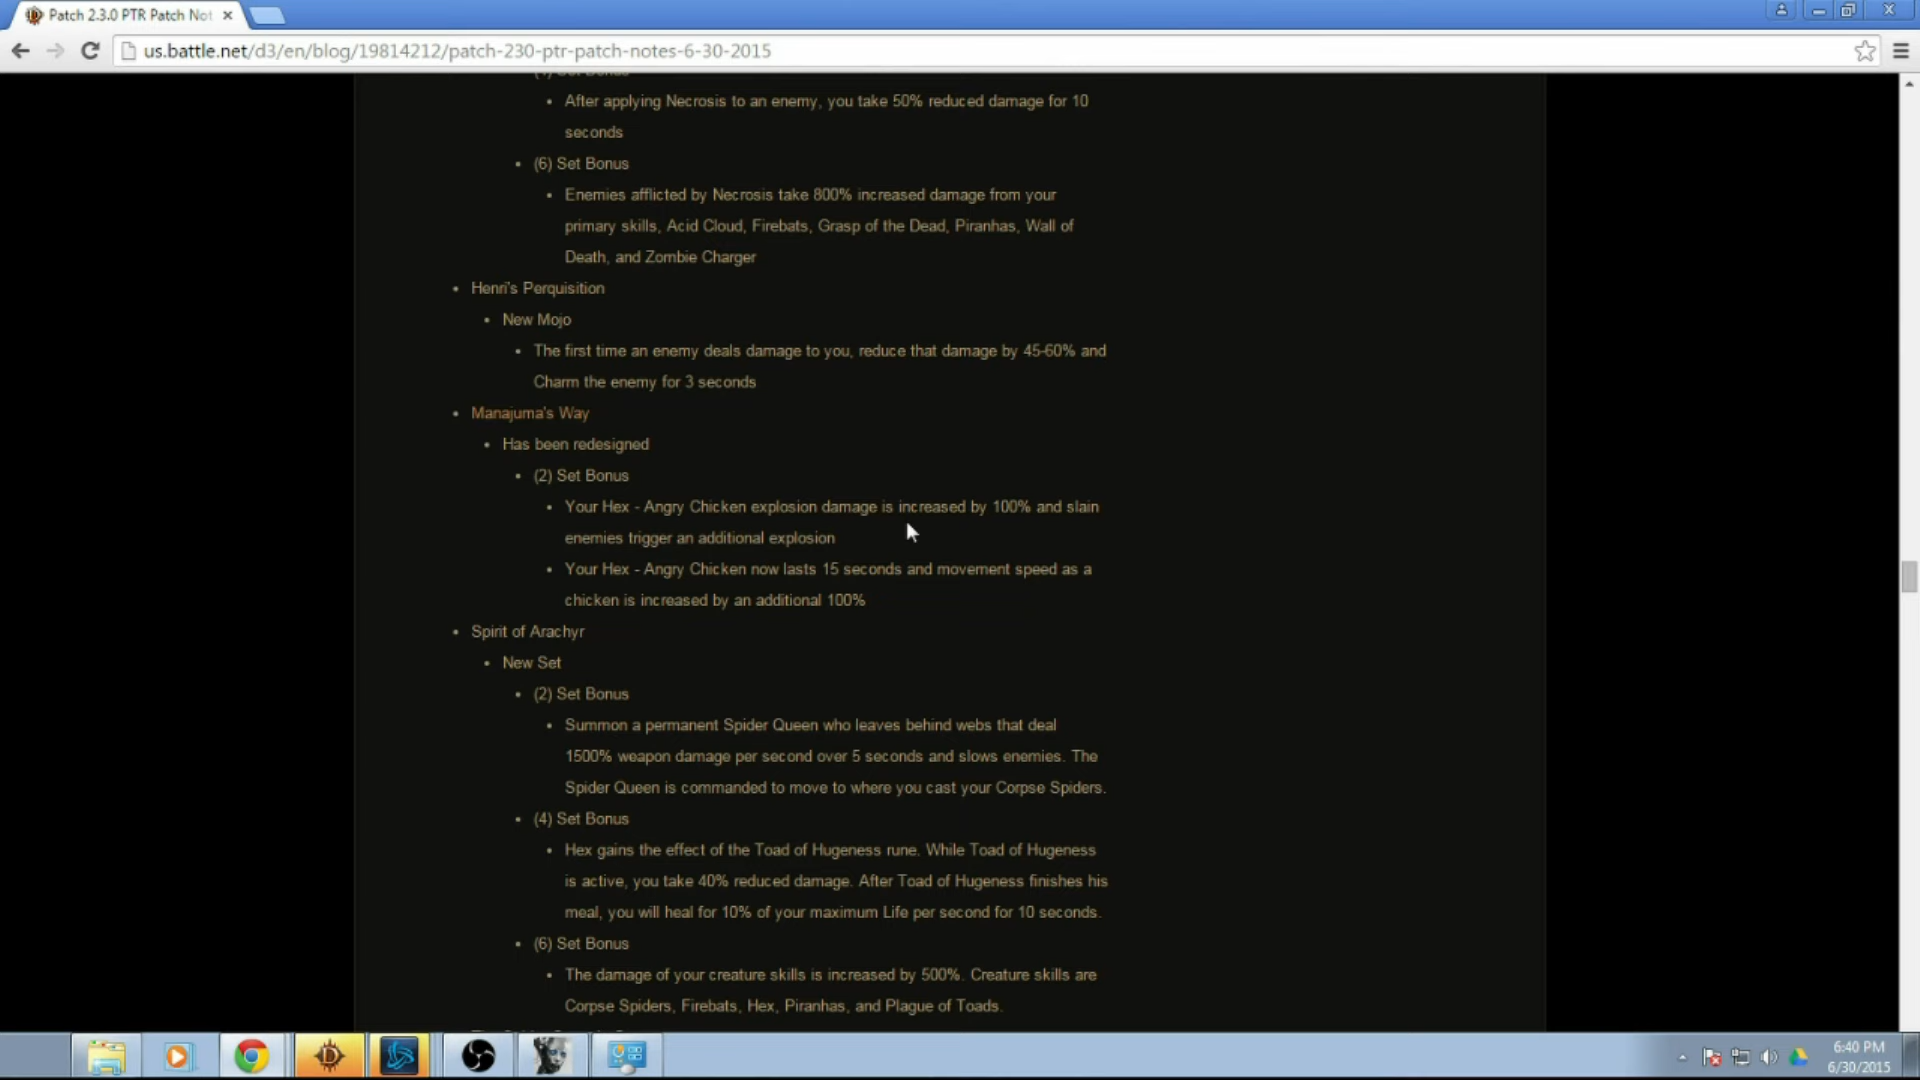 Patch 2.3.0 PTR Patch Not
us.battle.net/d3/en/blog/19814212/patch-230-ptr-patch-notes-6-30-2015
(4) Set Bonus
After applying Necrosis to an enemy, you take 50% reduced damage for 10
seconds
(6) Set Bonus
Enemies afflicted by Necrosis take 800% increased damage from your
primary skills, Acid Cloud, Firebats, Grasp of the Dead, Piranhas, Wall of
Death, and Zombie Charger
Henri's Perquisition
New Mojo
The first time an enemy deals damage to you, reduce that damage by 45-60% and
Charm the enemy for 3 seconds
Manajuma's Way
Has been redesigned
(2) Set Bonus
Your Hex - Angry Chicken explosion damage is increased by 100% and slain
enemies trigger an additional explosion
Your Hex - Angry Chicken now lasts 15 seconds and movement speed as a
chicken is increased by an additional 100%
Spirit of Arachyr
New Set
(2) Set Bonus
Summon a permanent Spider Queen who leaves behind webs that deal
1500% weapon damage per second over 5 seconds and slows enemies. The
Spider Queen is commanded to move to where you cast your Corpse Spiders.
(4) Set Bonus
Hex gains the effect of the Toad of Hugeness rune. While Toad of Hugeness
is active, you take 40% reduced damage. After Toad of Hugeness finishes his
meal, you will heal for 10% of your maximum Life per second for 10 seconds.
(6) Set Bonus
The damage of your creature skills is increased by 500%. Creature skills are
Corpse Spiders, Firebats, Hex, Piranhas, and Plague of Toads.
6:40 PM
6/30/2015